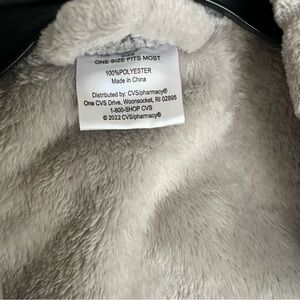 ONE SIZE FITS MOST
100%POLYESTER
Made in China
Distributed by: CVS/pharmacy®
One CVS Drive, Woonsocket, RI 02895
1-800-SHOP CVS
© 2022 CVS/pharmacy®